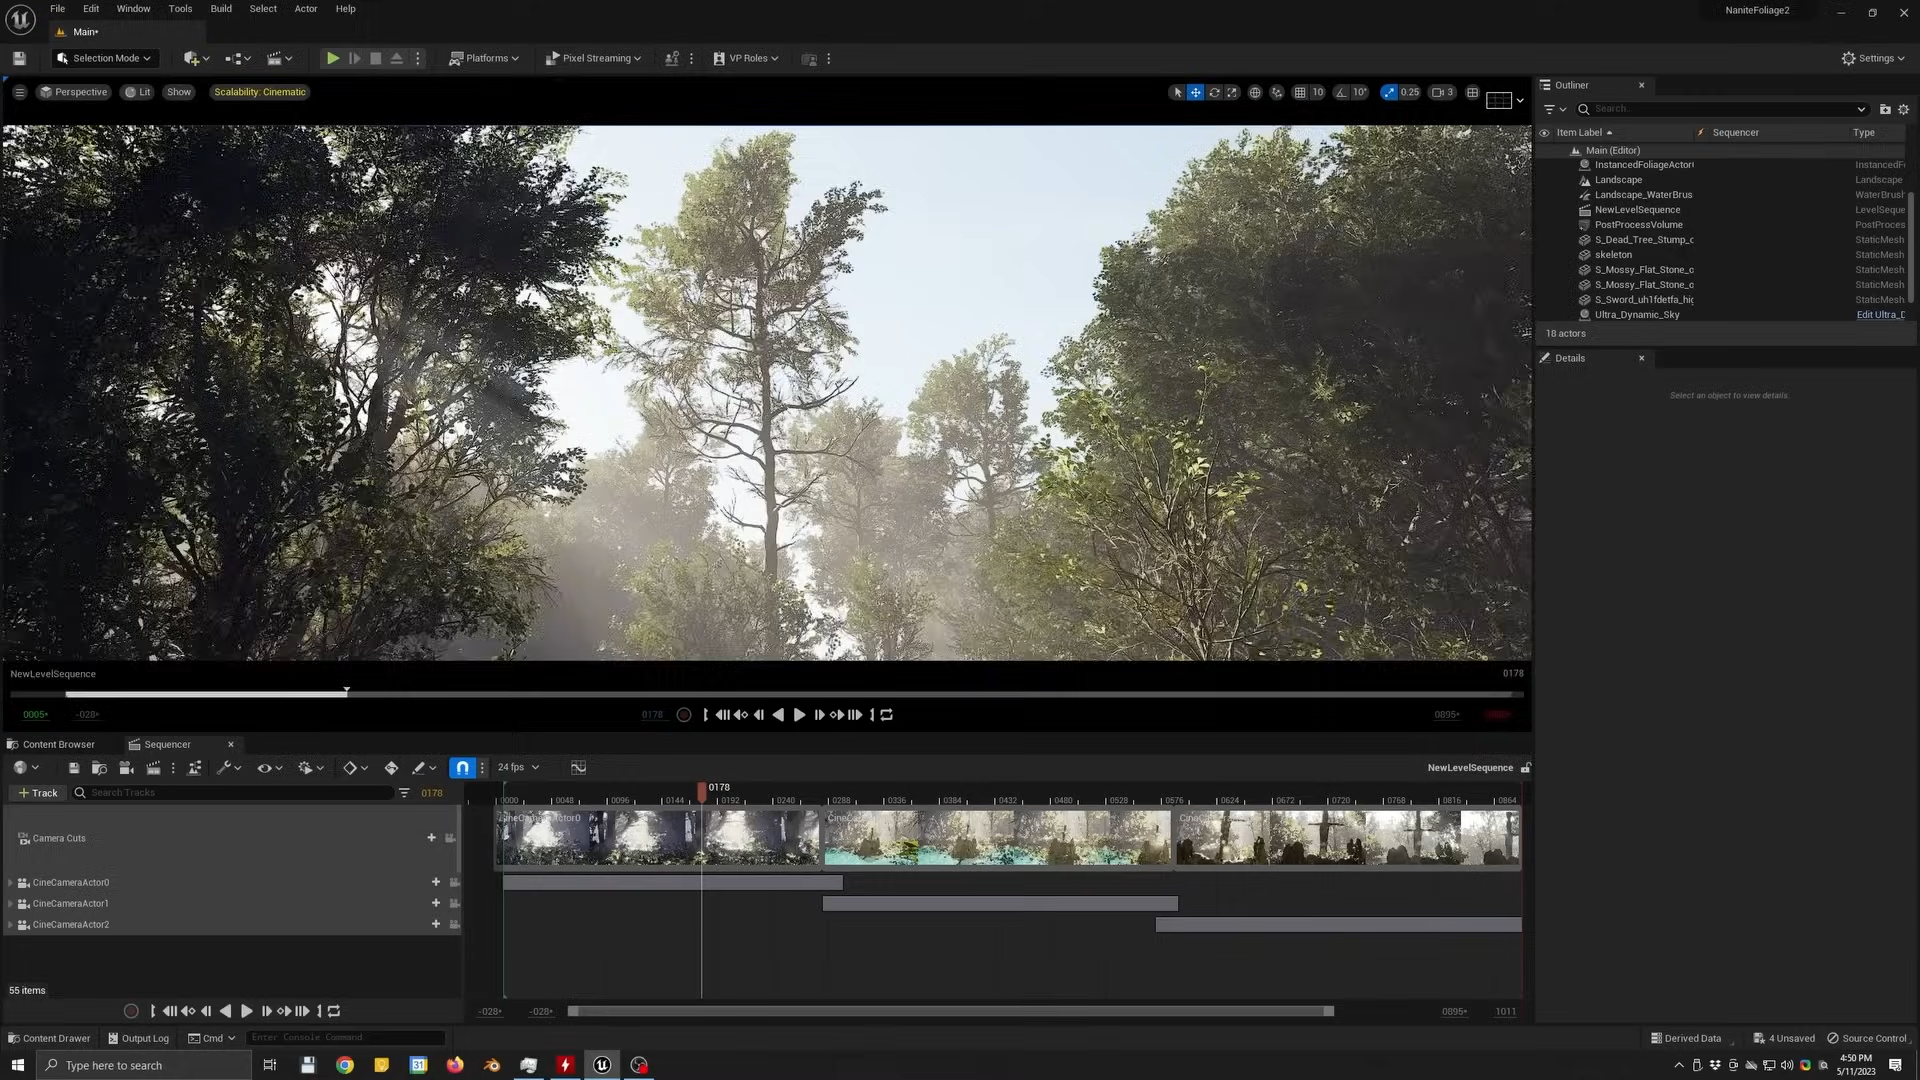 File Edit Window Tools Build Select Actor Help
NaniteFoliage2
Main•
Selection Mode
Platforms
Pixel Streaming
VP Roles
Settings
Perspective
Lit
Show
Scalability: Cinematic
10
10°
0.25
3
Outliner
Search...
Item Label
Sequencer
Type
Main (Editor)
InstancedFoliageActor
InstancedF
Landscape
Landscape
Landscape_WaterBrus
WaterBrush
NewLevelSequence
LevelSeque
PostProcessVolume
PostProces
S_Dead_Tree_Stump_c
StaticMesh
skeleton
StaticMesh
S_Mossy_Flat_Stone_o
StaticMesh
S_Mossy_Flat_Stone_o
StaticMesh
S_Sword_uh1fdetfa_hig
StaticMesh
Ultra_Dynamic_Sky
Edit Ultra_D
18 actors
Details
Select an object to view details.
NewLevelSequence
0178
0005*
-028*
0178
0895*
Content Browser
Sequencer
24 fps
NewLevelSequence
+ Track
Search Tracks
0178
0178
0000 0048 0096 0144 0192 0240 0288 0336 0384 0432 0480 0528 0576 0624 0672 0720 0768 0816 0864
Camera Cuts
CineCameraActor0
CineCameraActor1
CineCameraActor2
55 items
-028*
-028*
0895*
1011
Content Drawer
Output Log
Cmd
Enter Console Command
Derived Data
4 Unsaved
Source Control
Type here to search
31
4:50 PM
5/11/2023